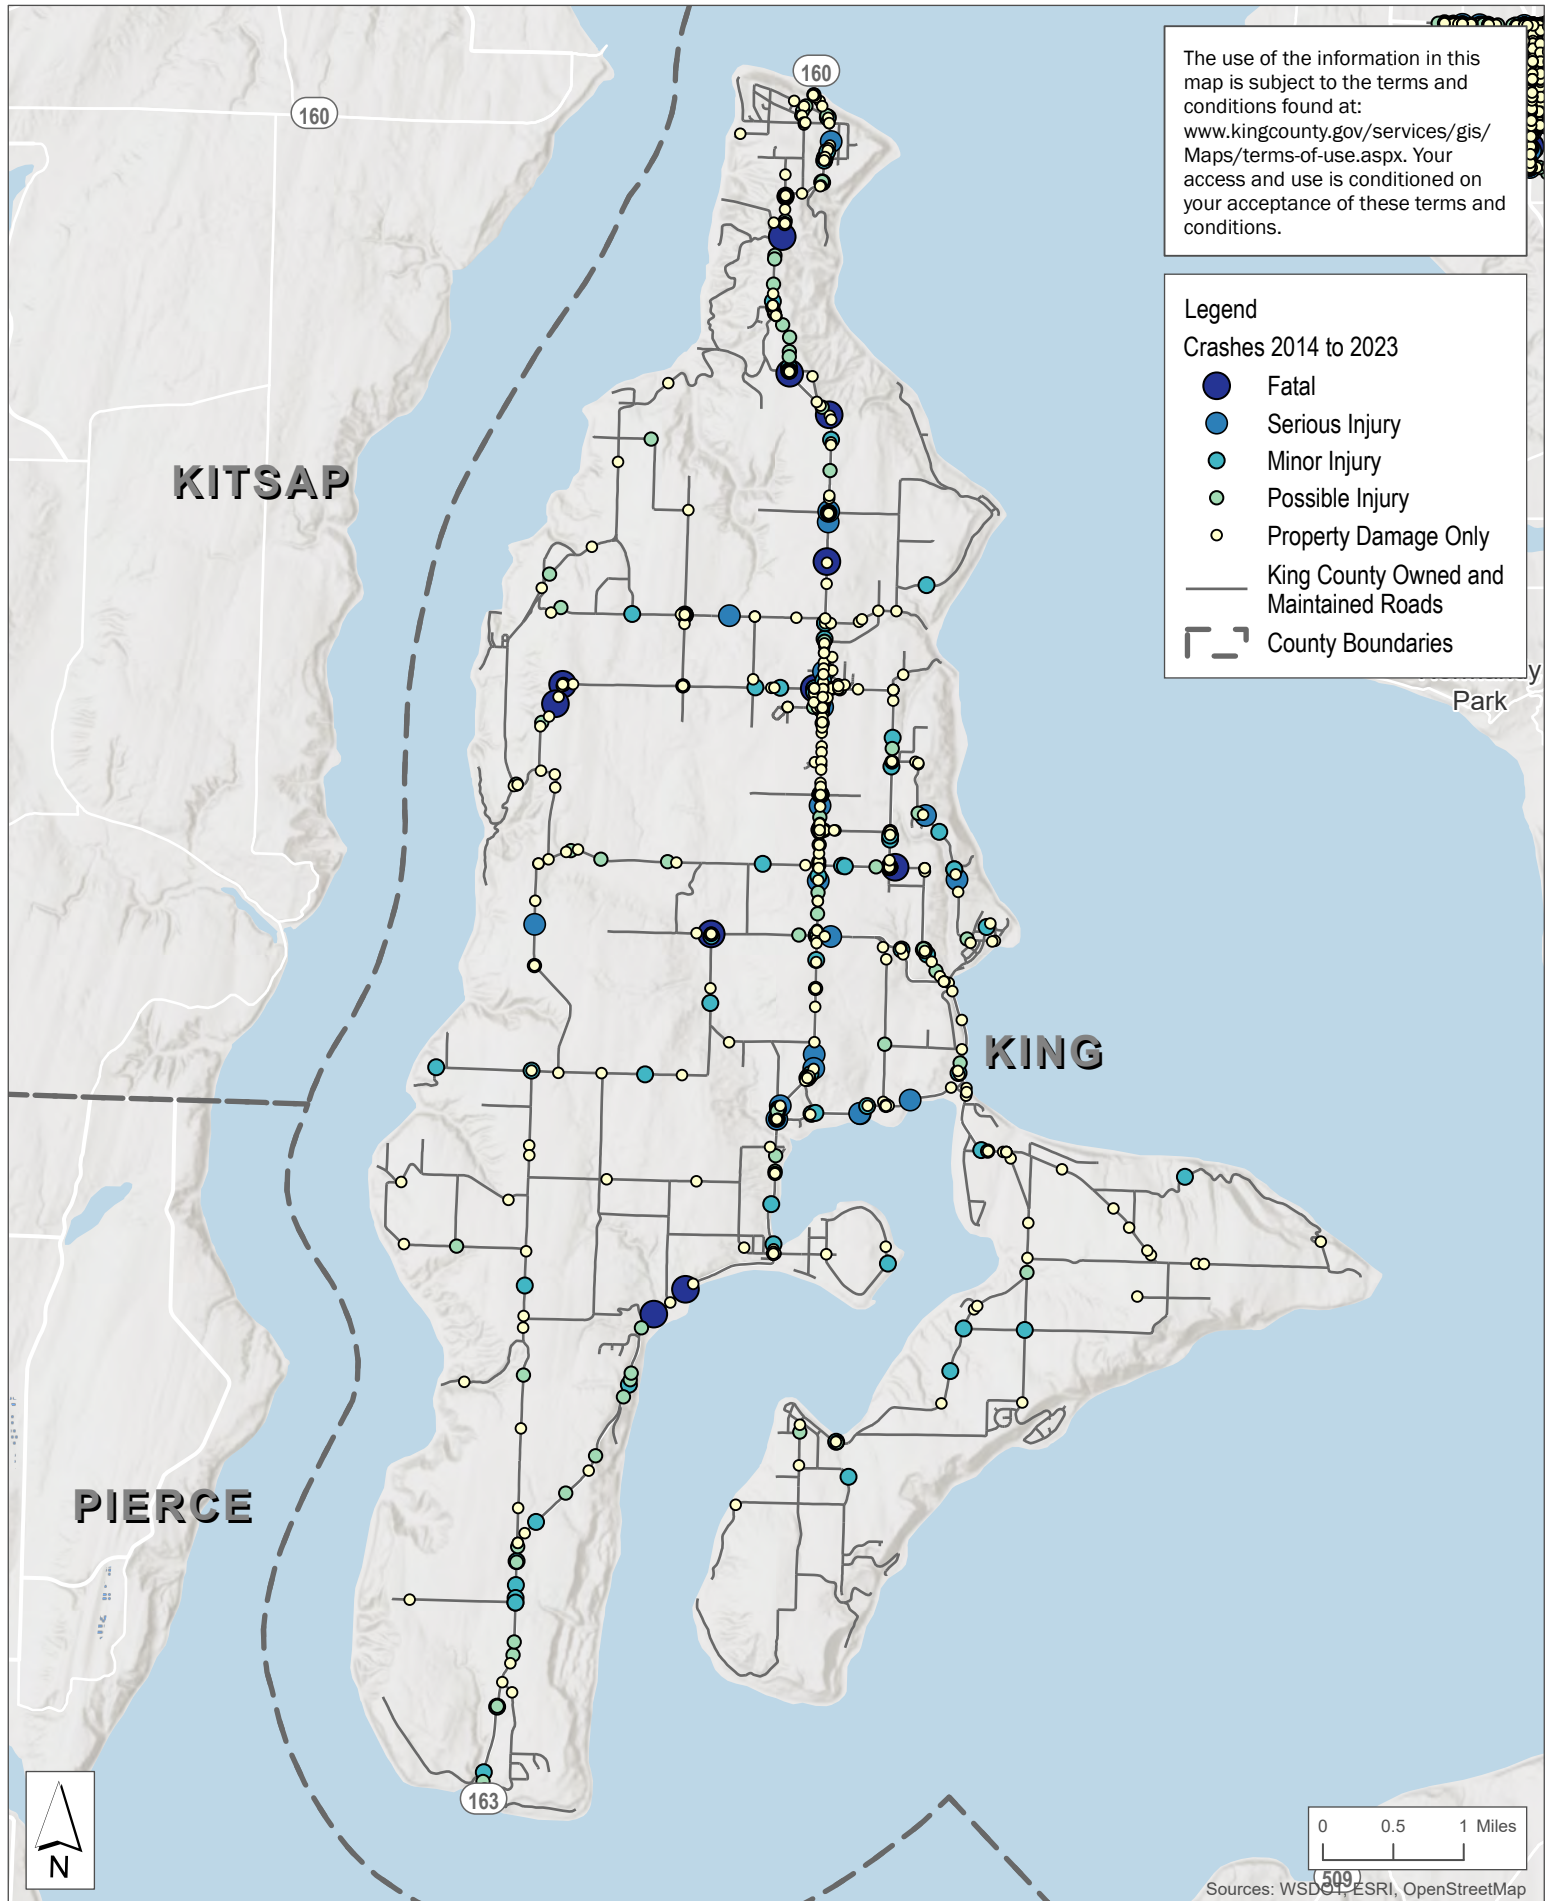 160
160
The use of the information in this
map is subject to the terms and
conditions found at:
www.kingcounty.gov/services/gis/
Maps/terms-of-use.aspx. Your
access and use is conditioned on
your acceptance of these terms and
conditions.
Legend
Crashes 2014 to 2023
Fatal
Serious Injury
Minor Injury
Possible Injury
Property Damage Only
King County Owned and
Maintained Roads
County Boundaries
KITSAP
Park
KING
PIERCE
163
N
0 0.5 1 Miles
509
Sources: WSDOT, ESRI, OpenStreetMap